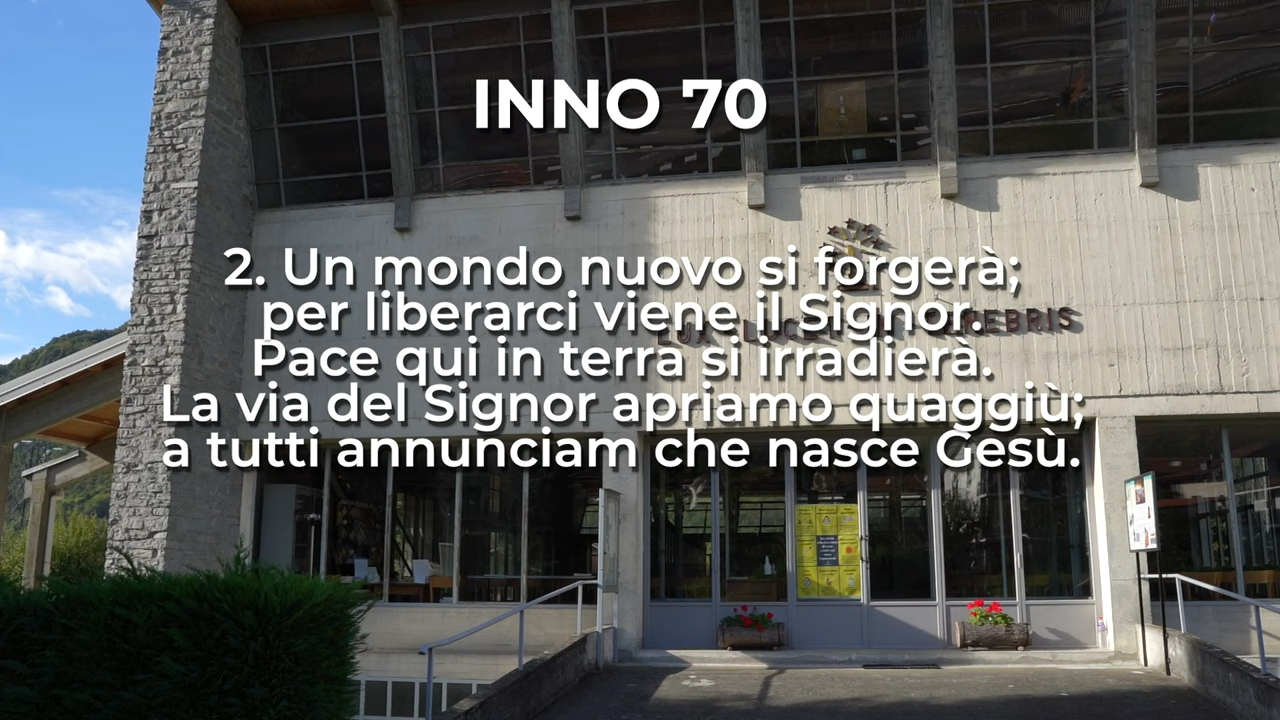 INNO 70
2. Un mondo nuovo si forgerà;
per liberarci viene il Signor.
Pace qui in terra si irradierà.
La via del Signor apriamo quaggiù;
a tutti annunciam che nasce Gesù.